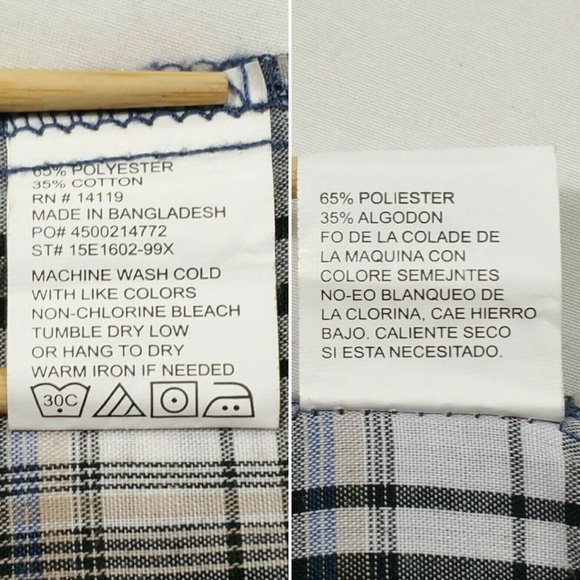 65% POLYESTER
35% COTTON
RN # 14119
MADE IN BANGLADESH
PO# 4500214772
ST# 15E1602-99X
MACHINE WASH COLD
WITH LIKE COLORS
NON-CHLORINE BLEACH
TUMBLE DRY LOW
OR HANG TO DRY
WARM IRON IF NEEDED
30C
65% POLIESTER
35% ALGODON
FO DE LA COLADE DE
LA MAQUINA CON
COLORE SEMEJNTES
NO-EO BLANQUEO DE
LA CLORINA, CAE HIERRO
BAJO. CALIENTE SECO
SI ESTA NECESITADO.